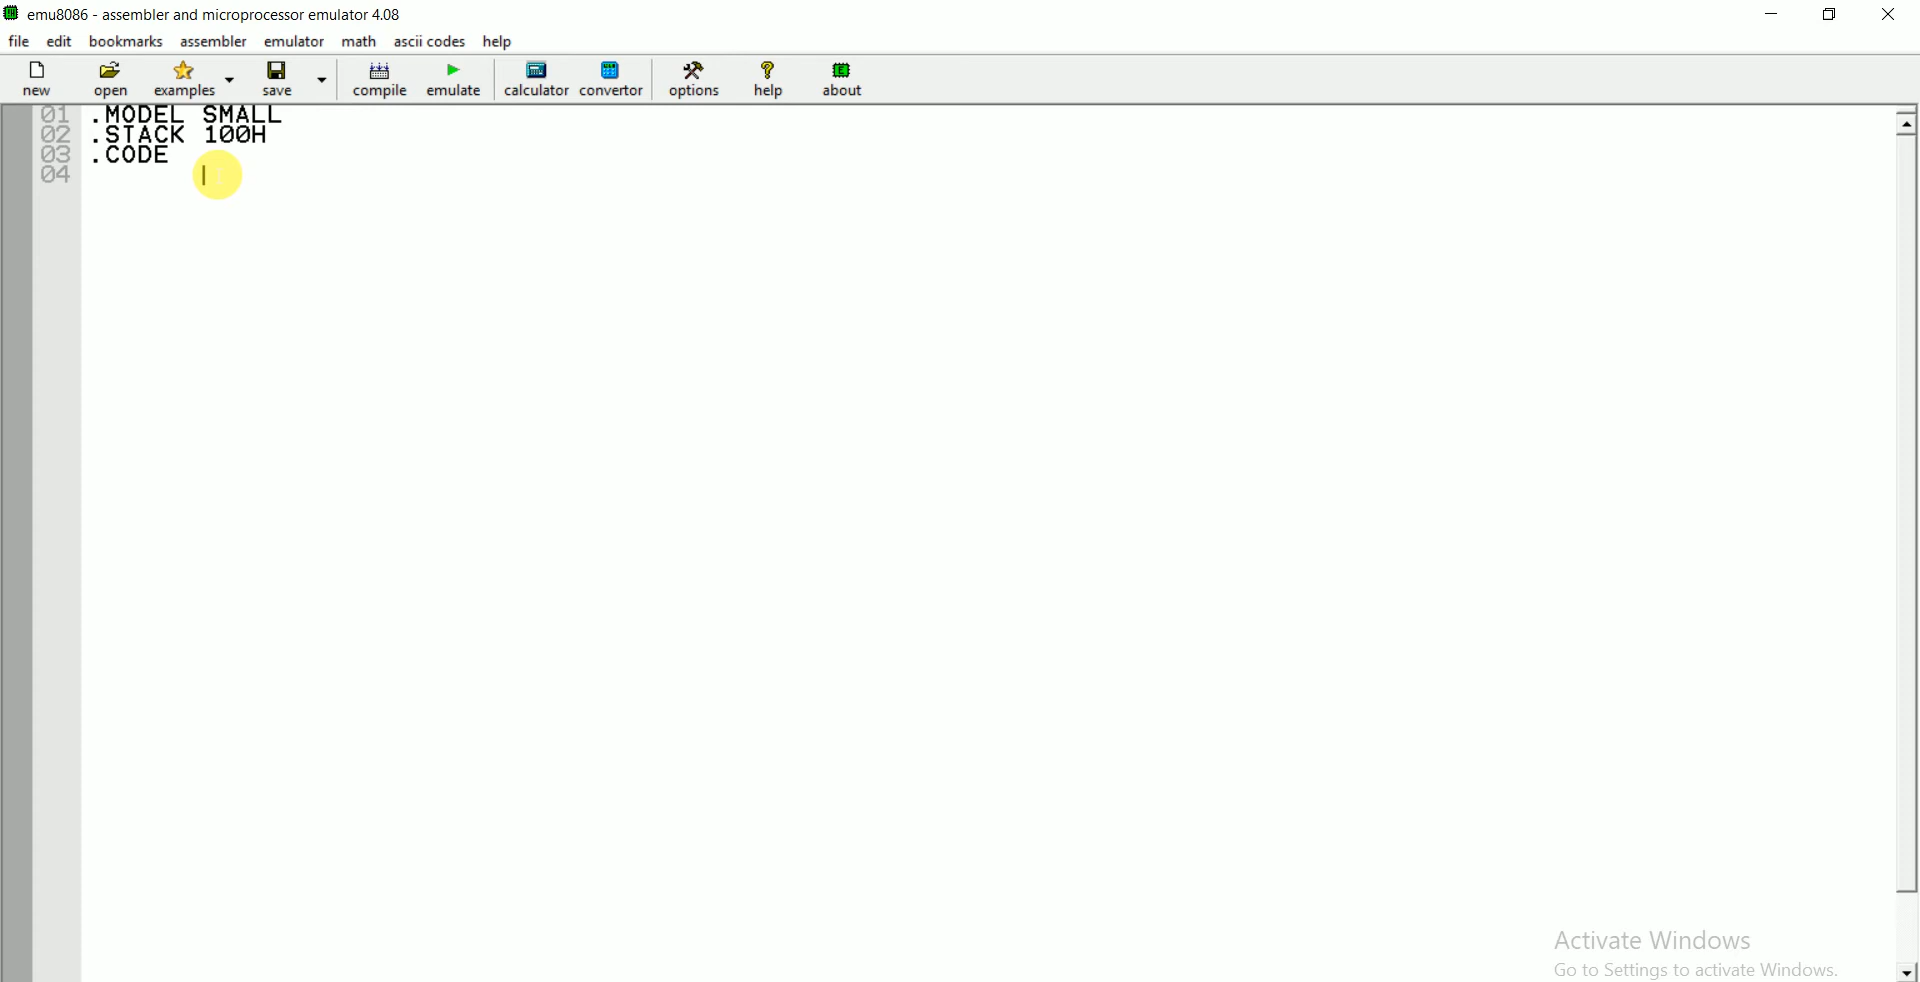 emu8086 - assembler and microprocessor emulator 4.08
file edit bookmarks assembler emulator math ascii codes help
new open examples save compile emulate calculator convertor options help about
01 .MODEL SMALL
02 .STACK 100H
03 .CODE
04
Activate Windows
Go to Settings to activate Windows.